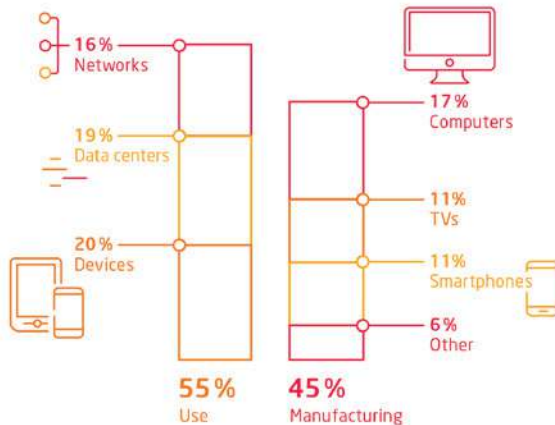 16%
Networks
19%
Data centers
20%
Devices
55%
Use
17%
Computers
11%
TVs
11%
Smartphones
6%
Other
45%
Manufacturing